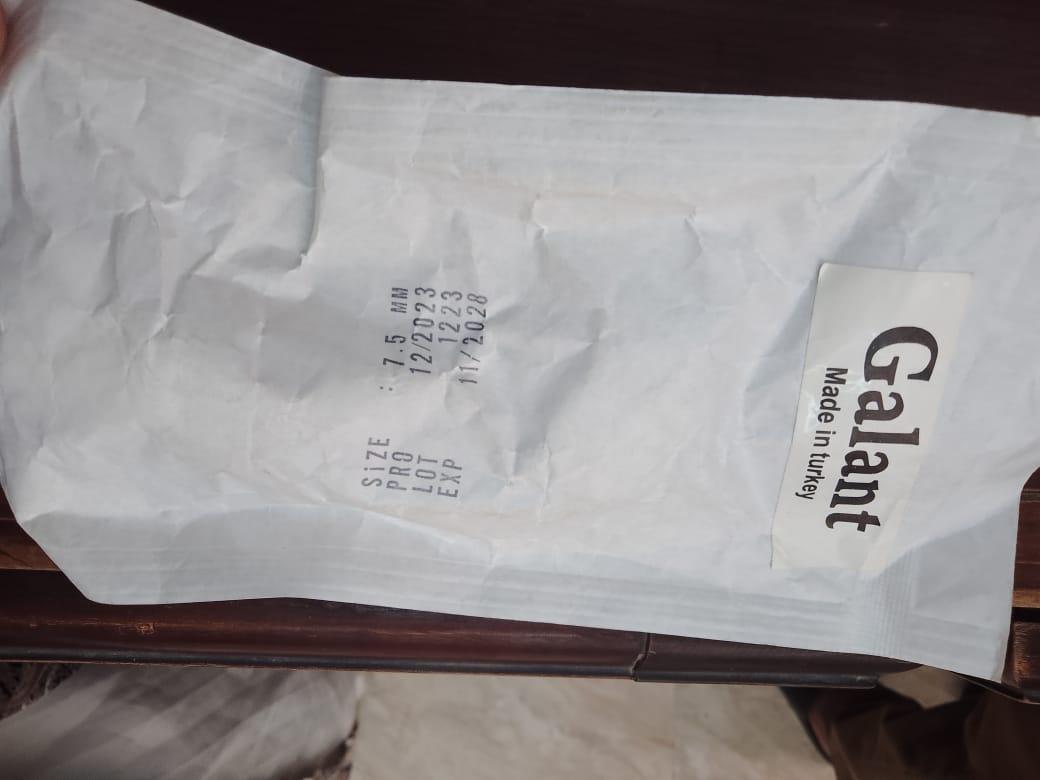 SiZE : 7.5 MM
PRO 12/2023
LOT 1223
EXP 11/2028
Galant
Made in turkey